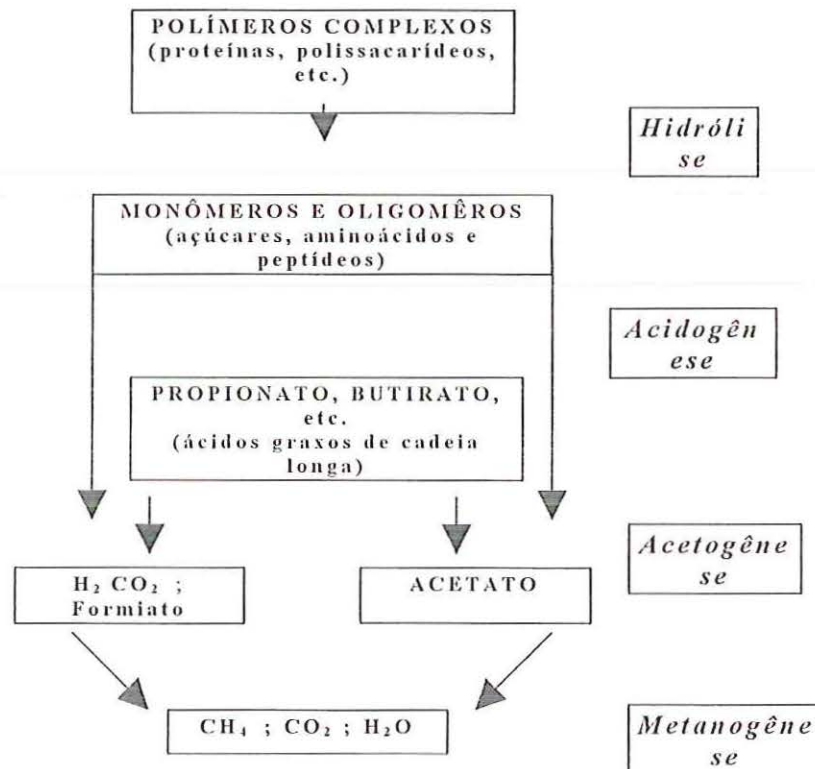 POLÍMEROS COMPLEXOS
(proteínas, polissacarídeos,
etc.)
Hidróli
se
MONÔMEROS E OLIGOMÊROS
(açúcares, aminoácidos e
peptídeos)
Acidogên
ese
PROPIONATO, BUTIRATO,
etc.
(ácidos graxos de cadeia
longa)
Acetogêne
se
H₂ CO₂ ;
Formiato
ACETATO
CH₄ ; CO₂ ; H₂O
Metanogêne
se